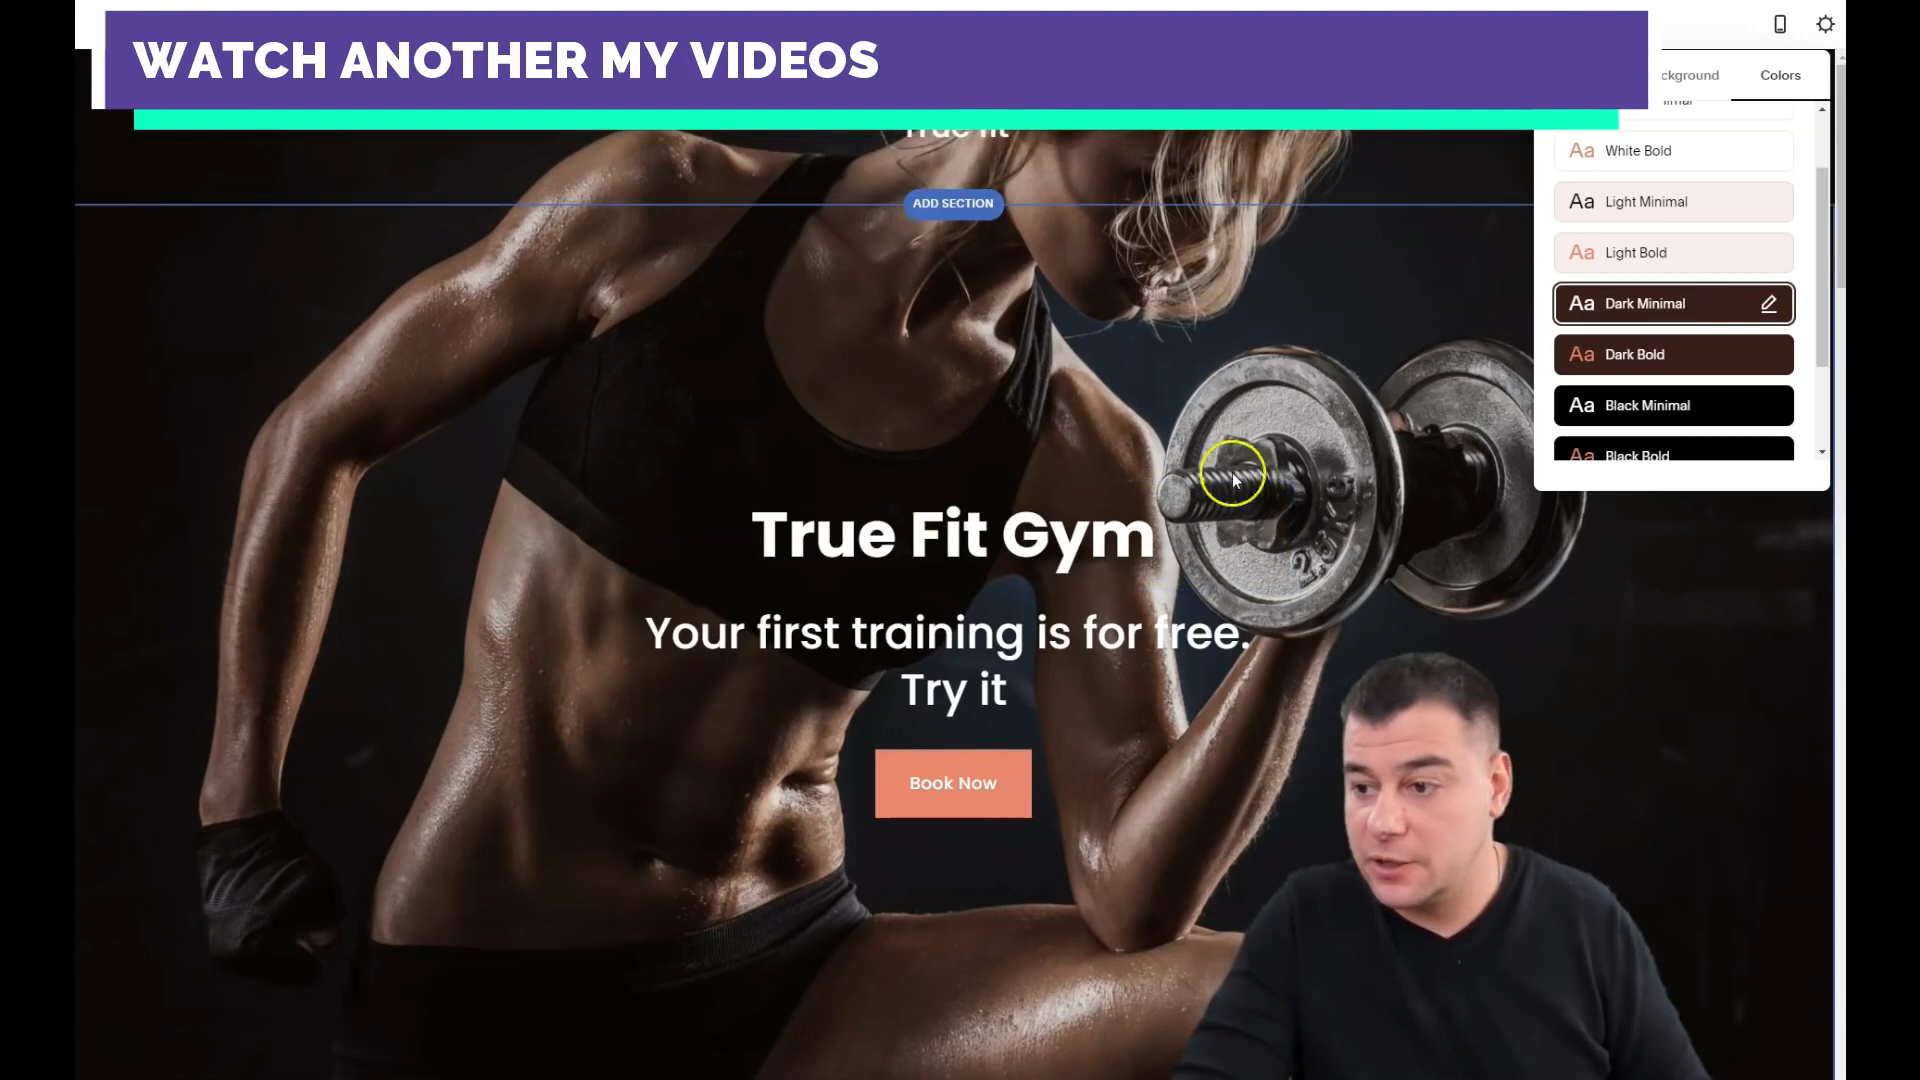 WATCH ANOTHER MY VIDEOS
ckground
Colors
True fit
ADD SECTION
Aa White Bold
Aa Light Minimal
Aa Light Bold
Aa Dark Minimal
Aa Dark Bold
Aa Black Minimal
Aa Black Bold
True Fit Gym
Your first training is for free.
Try it
Book Now